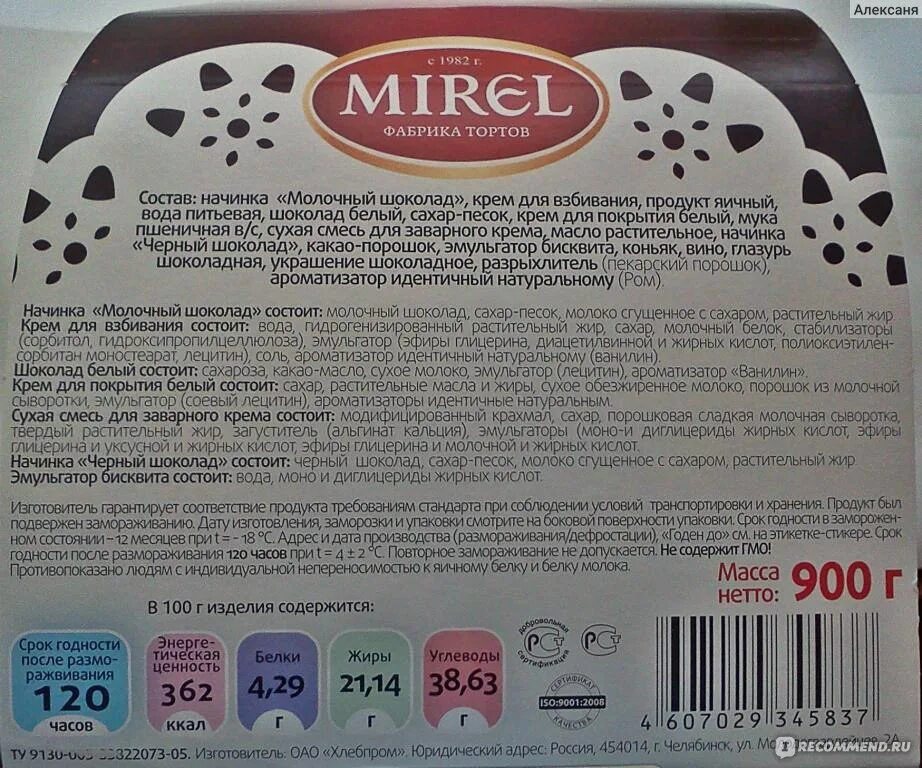 Алексаня
с 1982 г.
MIREL
ФАБРИКА ТОРТОВ
Состав: начинка «Молочный шоколад», крем для взбивания, продукт яичный,
вода питьевая, шоколад белый, сахар-песок, крем для покрытия белый, мука
пшеничная в/с, сухая смесь для заварного крема, масло растительное, начинка
“Черный шоколад», какао-порошок, эмульгатор бисквита, коньяк, вино, глазурь
шоколадная, украшение шоколадное, разрыхлитель (пекарский порошок),
ароматизатор идентичный натуральному (Ром).
Начинка «Молочный шоколад» состоит: молочный шоколад, сахар-песок, молоко сгущенное с сахаром, растительный жир
Крем для взбивания состоит: вода, гидрогенизированный растительный жир, сахар, молочный белок, стабилизаторы
(сорбитол, гидроксипропилцеллюлоза), эмульгатор (эфиры глицерина, диацетилвинной и жирных кислот, полиоксиэтилен-
сорбитан моностеарат, лецитин), соль, ароматизатор идентичный натуральному (ванилин).
Шоколад белый состоит: сахароза, какао-масло, сухое молоко, эмульгатор (лецитин), ароматизатор «Ванилин».
Крем для покрытия белый состоит: сахар, растительные масла и жиры, сухое обезжиренное молоко, порошок из молочной
сыворотки, эмульгатор (соевый лецитин), ароматизаторы идентичные натуральным.
Сухая смесь для заварного крема состоит: модифицированный крахмал, сахар, порошковая сладкая молочная сыворотка,
твердый растительный жир, загуститель (альгинат кальция), эмульгаторы (моно-и диглицериды жирных кислот, эфиры
глицерина и уксусной и жирных кислот, эфиры глицерина и молочной и жирных кислот.
Начинка «Черный шоколад» состоит: черный шоколад, сахар-песок, молоко сгущенное с сахаром, растительный жир.
Эмульгатор бисквита состоит: вода, моно и диглицериды жирных кислот.
Изготовитель гарантирует соответствие продукта требованиям стандарта при соблюдении условий транспортировки и хранения. Продукт был
подвержен замораживанию. Дату изготовления, заморозки и упаковки смотрите на боковой поверхности упаковки. Срок годности в заморожен-
ном состоянии – 12 месяцев при t = - 18 °С. Адрес и дата производства (размораживания/дефростации), «Годен до» см. на этикетке-стикере. Срок
годности после размораживания 120 часов при t = 4 ± 2 °С. Повторное замораживание не допускается. Не содержит ГМО!
Противопоказано людям с индивидуальной непереносимостью к яичному белку и белку молока.
Масса
нетто: 900 г
В 100 г изделия содержится:
Срок годности
после размо-
раживания
120
часов
Энерге-
тическая
ценность
362
ккал
Белки
4,29
г
Жиры
21,14
г
Углеводы
38,63
г
добровольная
сертификация
СЕРТИФИКАТ
ISO:9001:2008
КАЧЕСТВА
4 607029 345837
ТУ 9130-005- 22073-05. Изготовитель: ОАО «Хлебпром». Юридический адрес: Россия, 454014, г. Челябинск, ул. 2А
IRECOMMEND.RU